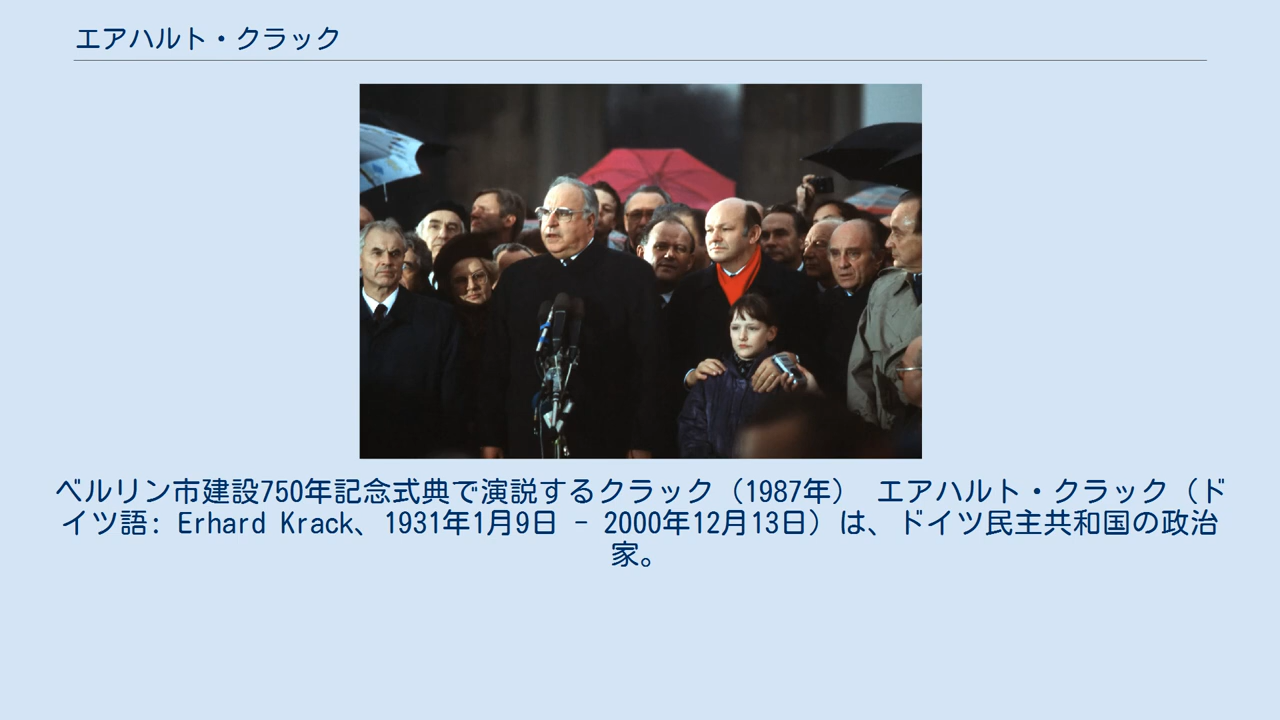 エアハルト・クラック
ベルリン市建設750年記念式典で演説するクラック（1987年） エアハルト・クラック（ド
イツ語: Erhard Krack、1931年1月9日 - 2000年12月13日）は、ドイツ民主共和国の政治
家。